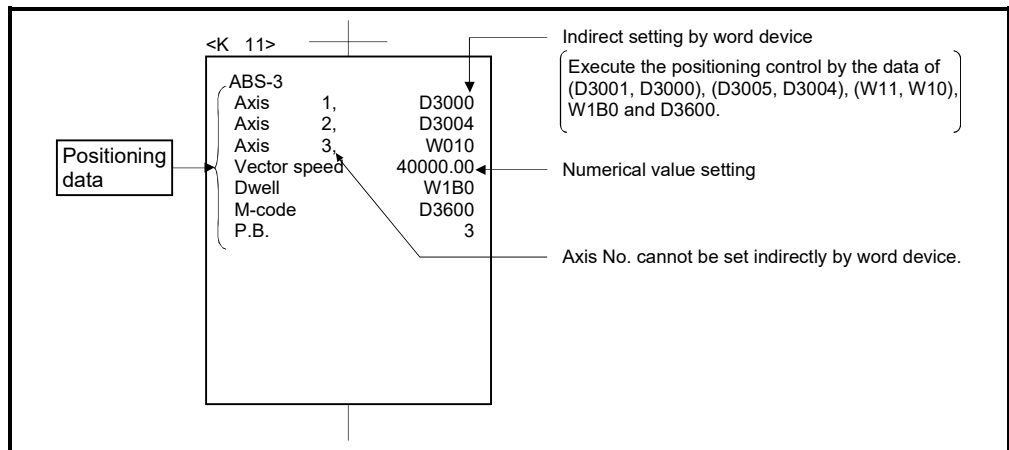 <K 11>
Indirect setting by word device
Execute the positioning control by the data of
(D3001, D3000), (D3005, D3004), (W11, W10),
W1B0 and D3600.
ABS-3
Axis 1, D3000
Axis 2, D3004
Axis 3, W010
Vector speed 40000.00
Dwell W1B0
M-code D3600
P.B. 3
Positioning
data
Numerical value setting
Axis No. cannot be set indirectly by word device.